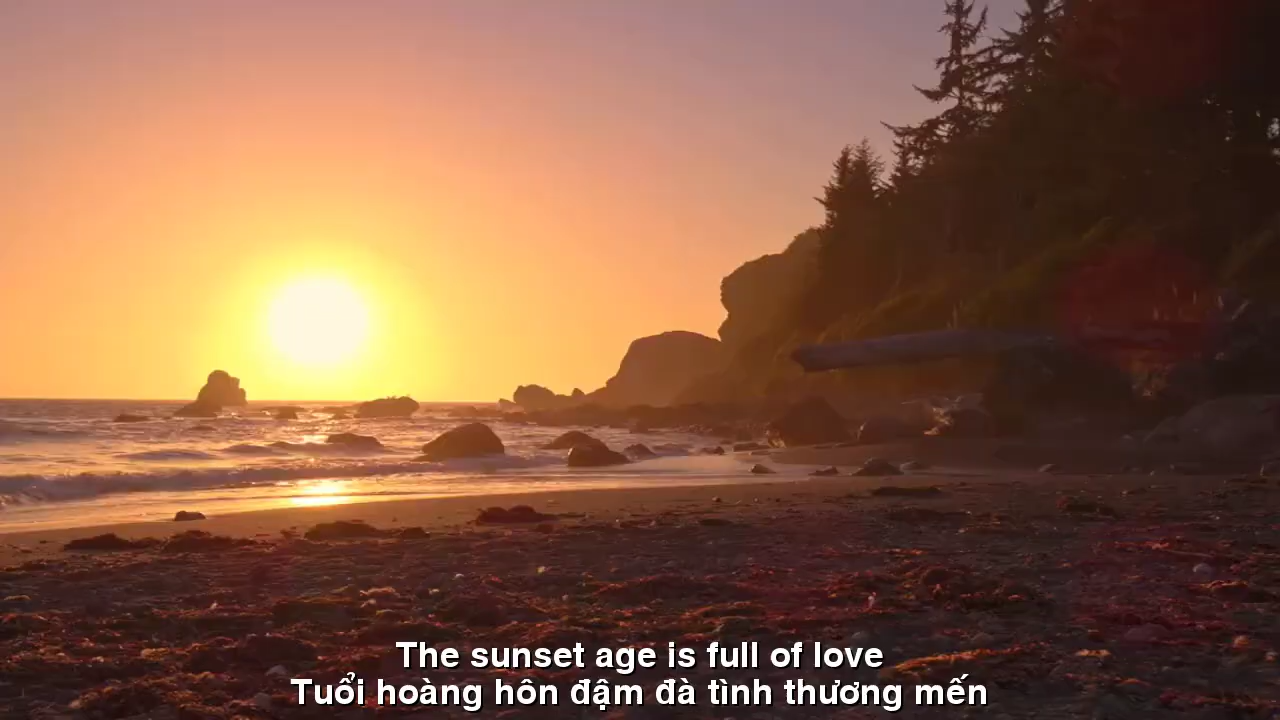 The sunset age is full of love
Tuổi hoàng hôn đậm đà tình thương mến